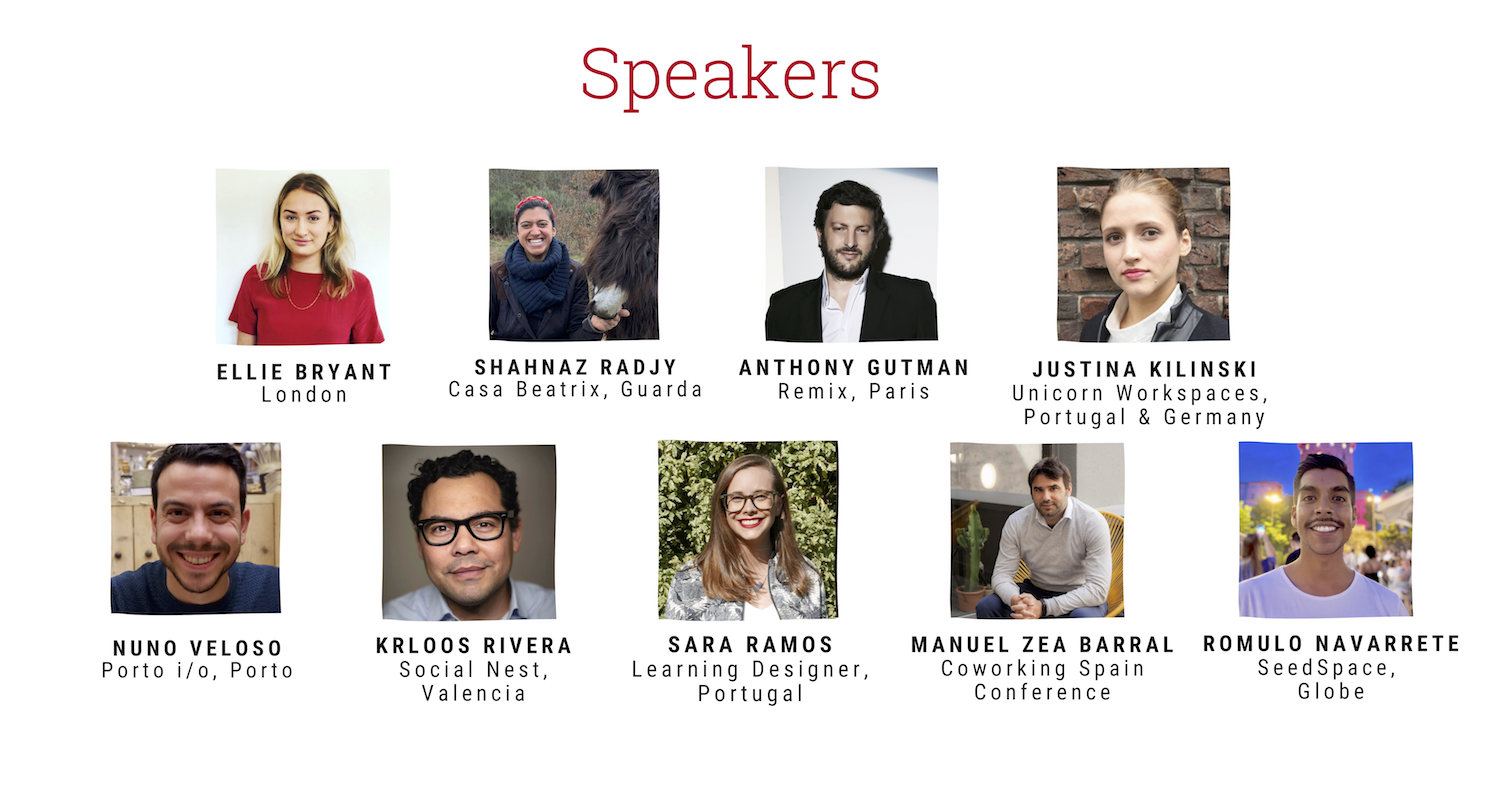 Speakers
ELLIE BRYANT
London
SHAHNAZ RADJY
Casa Beatrix, Guarda
ANTHONY GUTMAN
Remix, Paris
JUSTINA KILINSKI
Unicorn Workspaces,
Portugal & Germany
NUNO VELOSO
Porto i/o, Porto
KRLOOS RIVERA
Social Nest,
Valencia
SARA RAMOS
Learning Designer,
Portugal
MANUEL ZEA BARRAL
Coworking Spain
Conference
ROMULO NAVARRETE
SeedSpace,
Globe